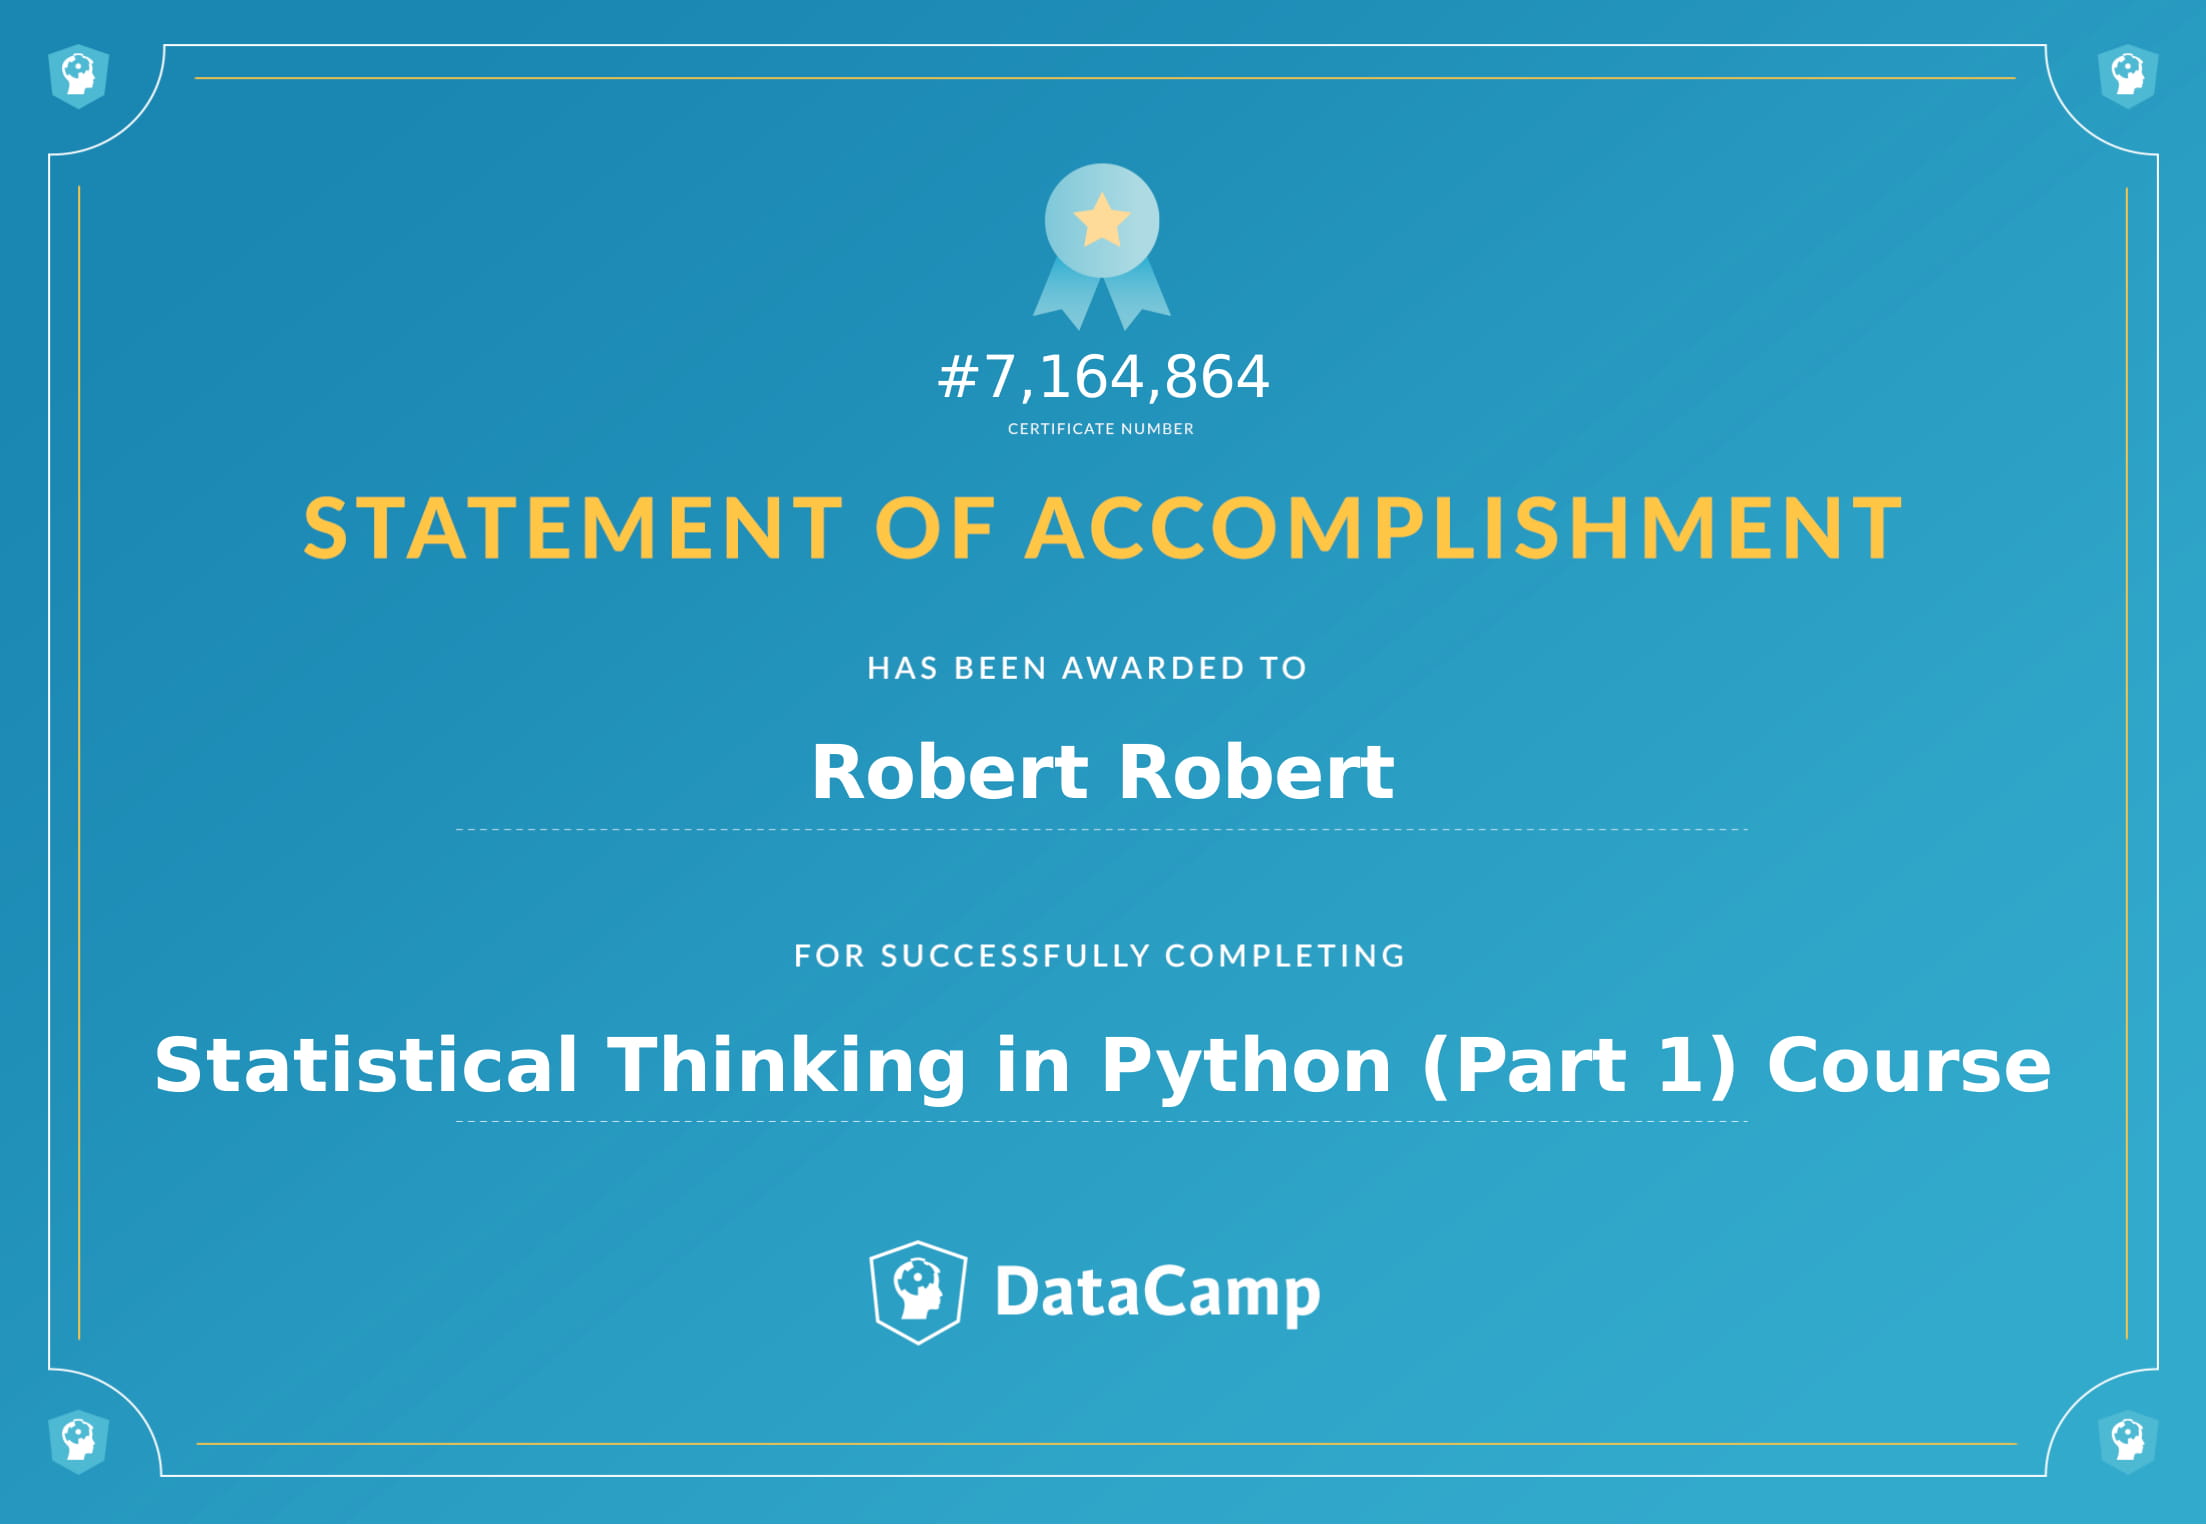 #7,164,864
CERTIFICATE NUMBER
STATEMENT OF ACCOMPLISHMENT
HAS BEEN AWARDED TO
Robert Robert
FOR SUCCESSFULLY COMPLETING
Statistical Thinking in Python (Part 1) Course
DataCamp